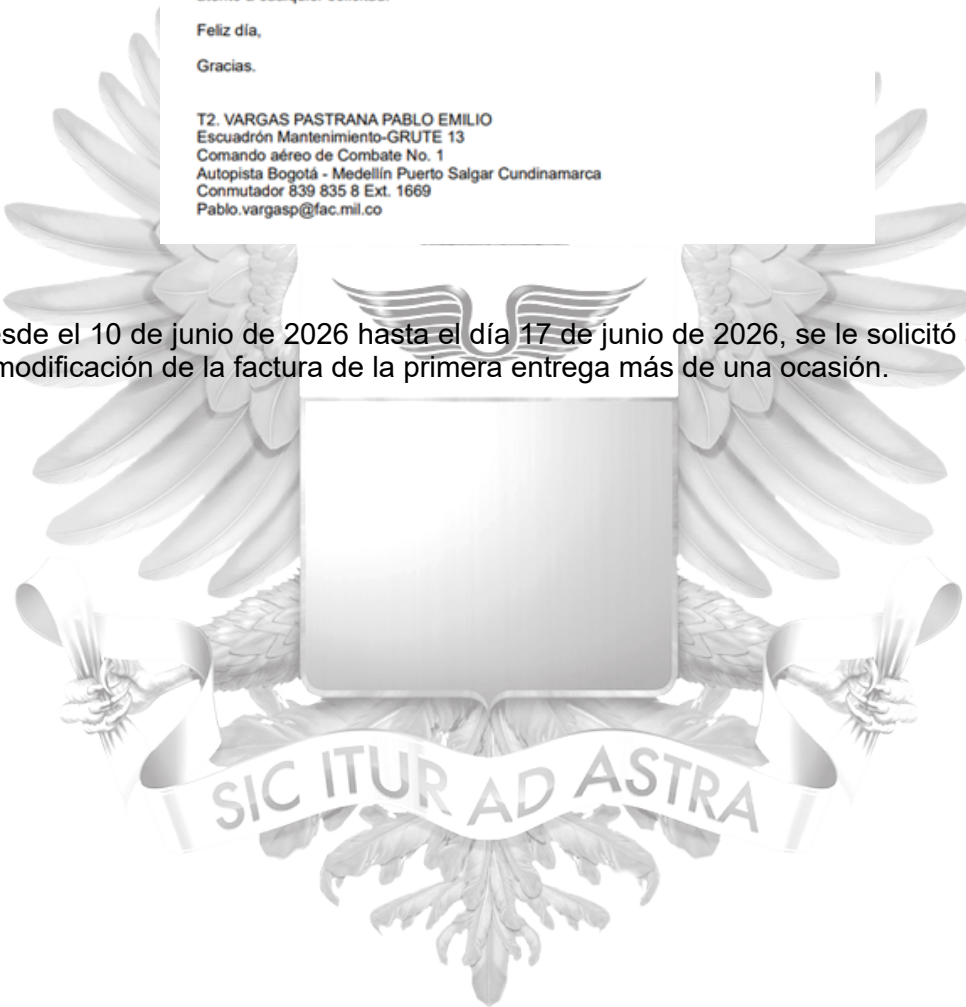 Feliz día,
Gracias.
T2. VARGAS PASTRANA PABLO EMILIO
Escuadrón Mantenimiento-GRUTE 13
Comando aéreo de Combate No. 1
Autopista Bogotá - Medellín Puerto Salgar Cundinamarca
Conmutador 839 835 8 Ext. 1669
Pablo.vargasp@fac.mil.co
sde el 10 de junio de 2026 hasta el día 17 de junio de 2026, se le solicitó
modificación de la factura de la primera entrega más de una ocasión.
SIC ITUR AD ASTRA